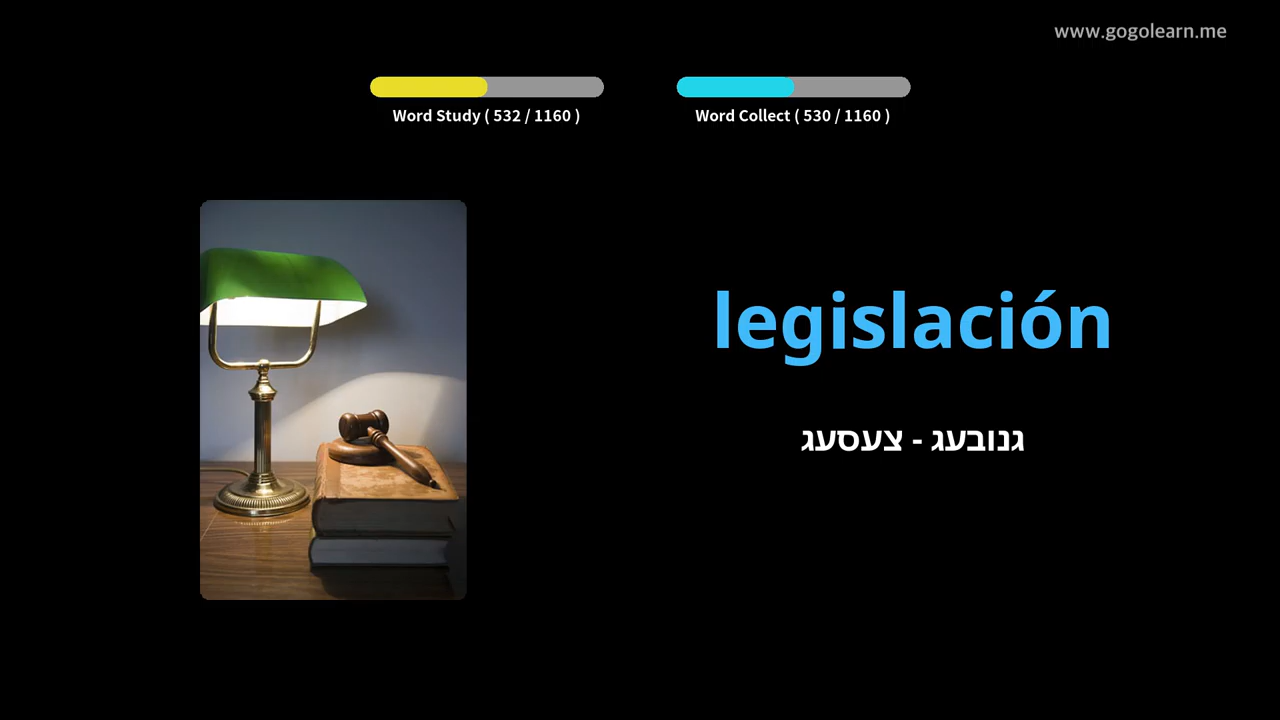 www.gogolearn.me
Word Study ( 532 / 1160 )
Word Collect ( 530 / 1160 )
legislación
גנובעג - צעסעג